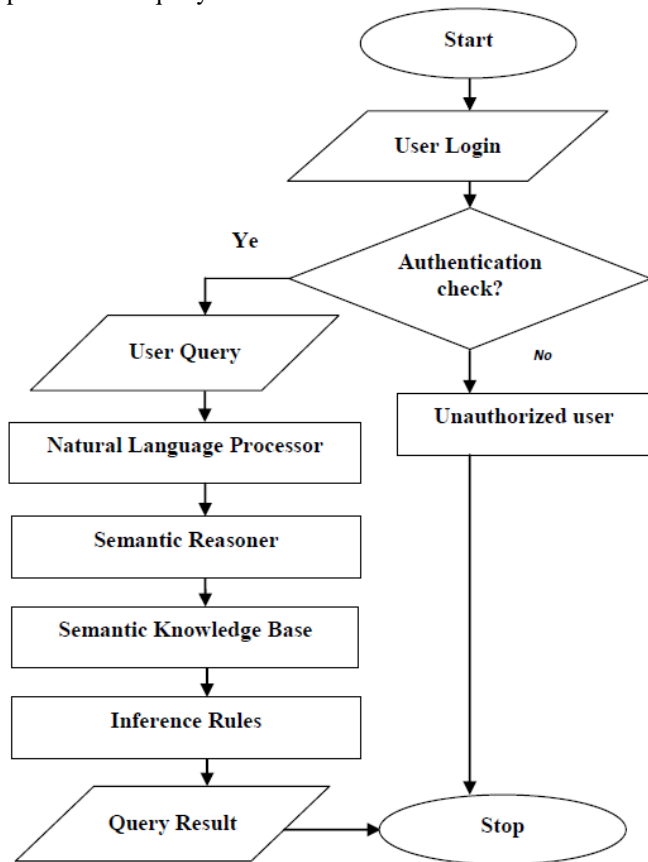 Start
User Login
Ye
Authentication
check?
User Query
No
Unauthorized user
Natural Language Processor
Semantic Reasoner
Semantic Knowledge Base
Inference Rules
Query Result
Stop